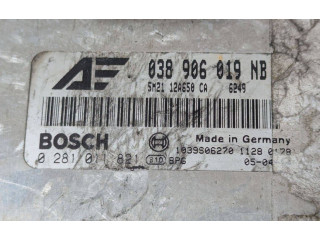 AE 038 906 019 NB
5M21 12A650 CA 6249
BOSCH Made in Germany
0 281 011 821 1039S06270 1128 0179
05-04